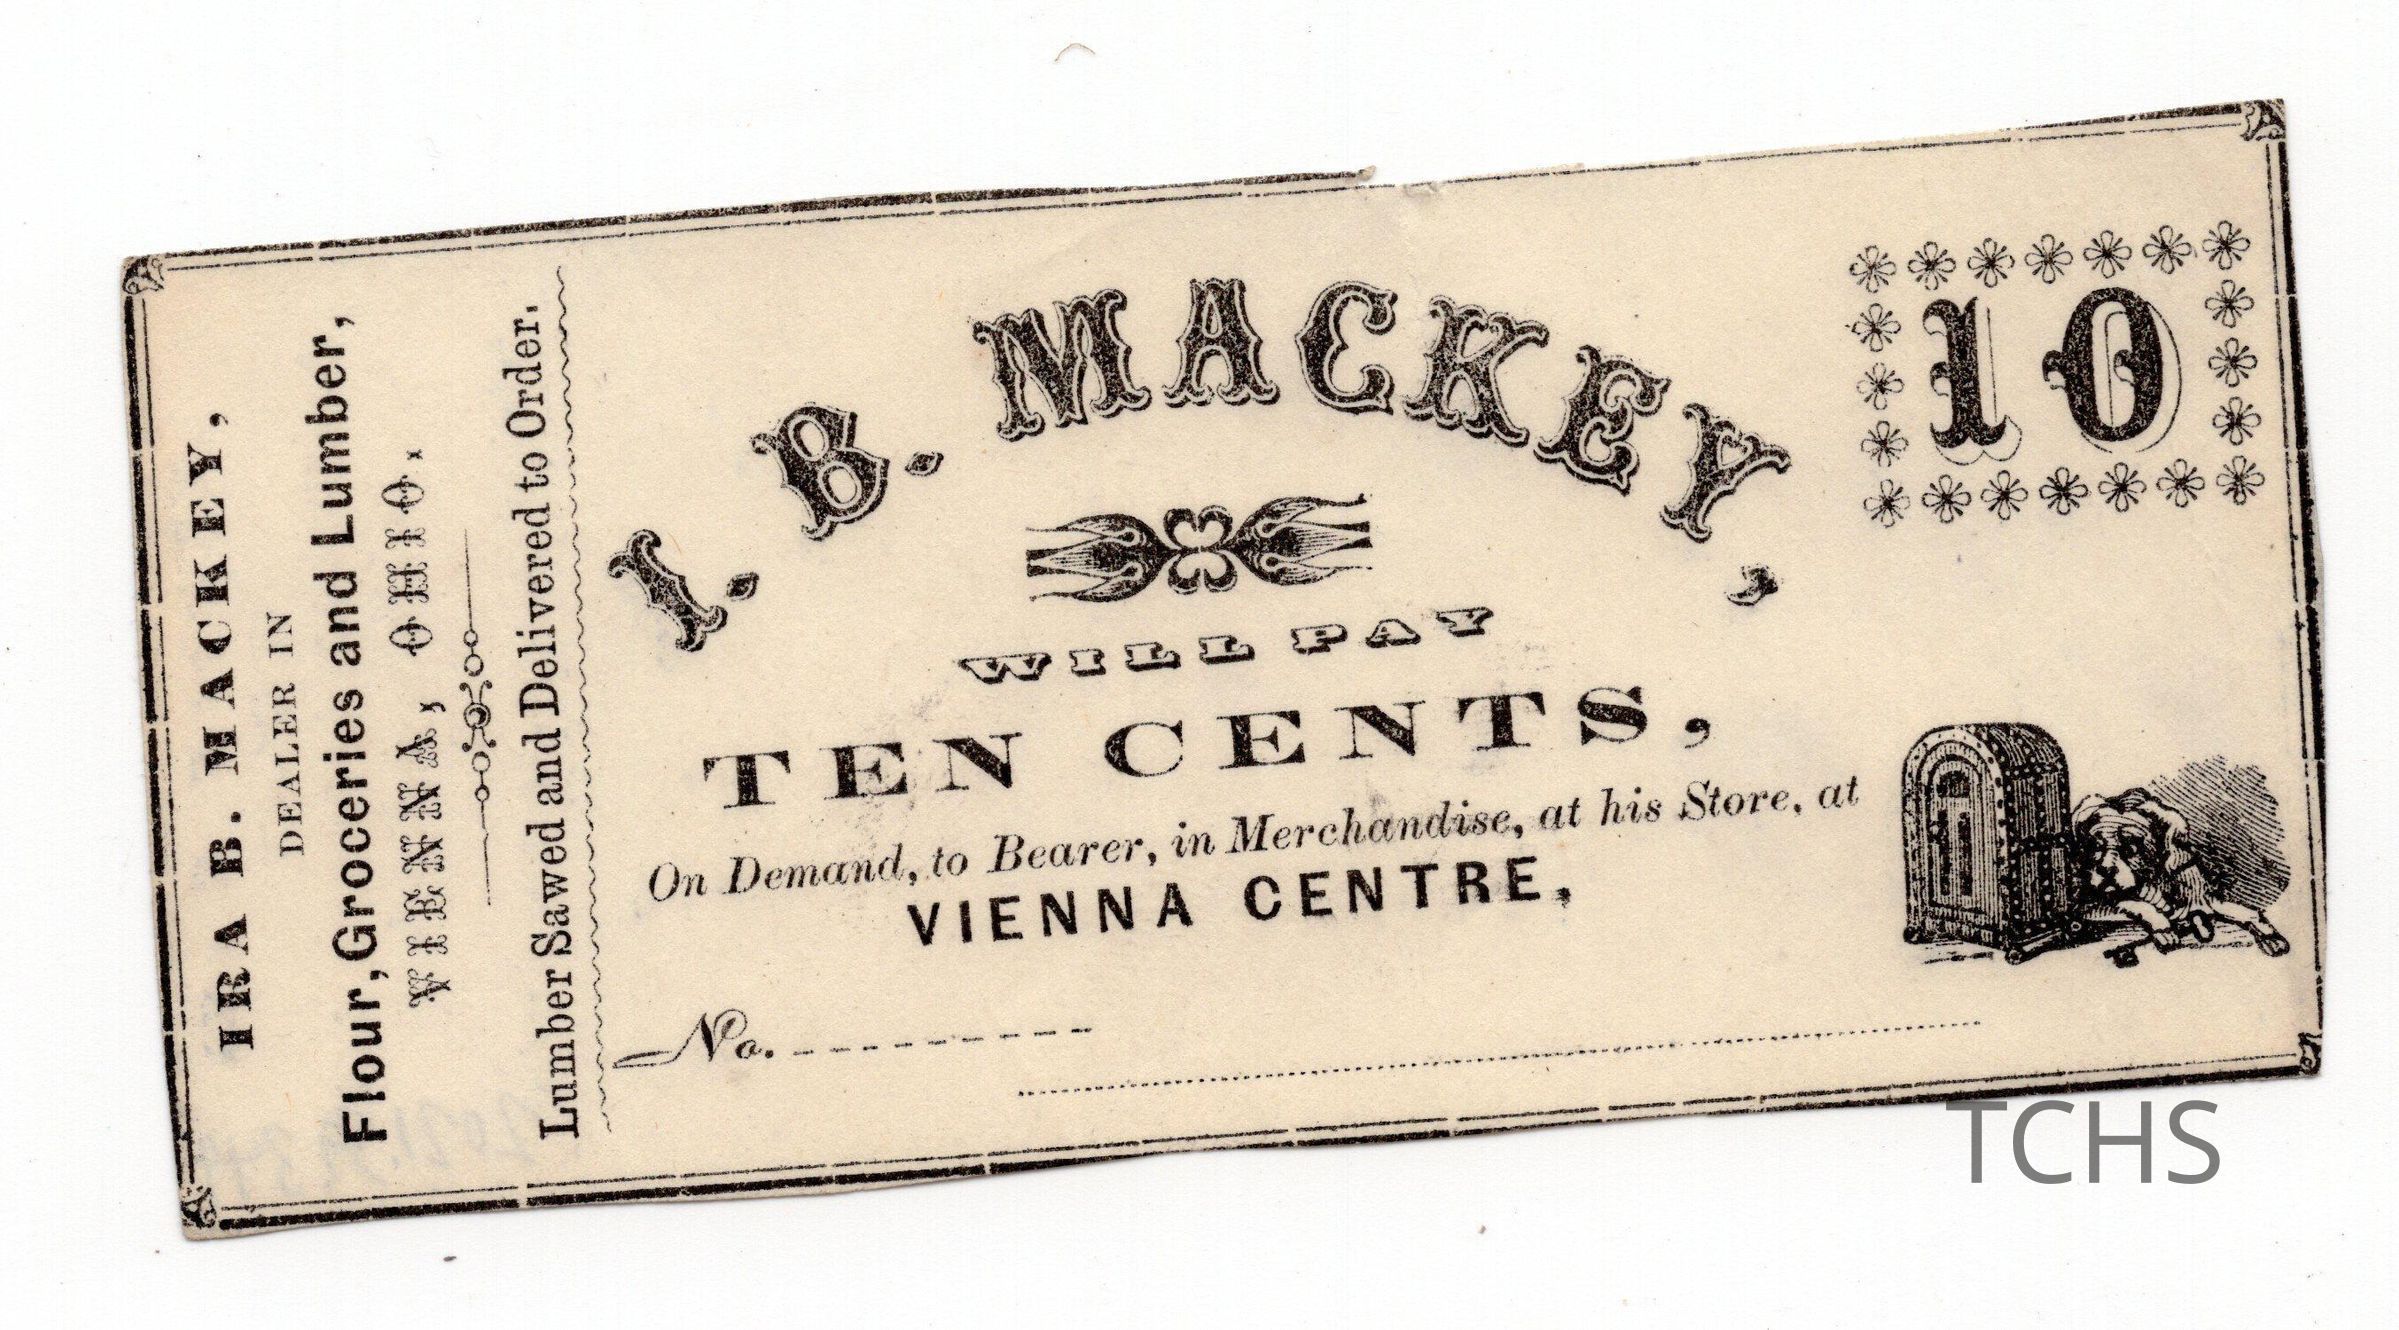 IRA B. MACKEY,
DEALER IN
Flour, Groceries and Lumber,
VIENNA, OHIO.
Lumber Sawed and Delivered to Order.
I. B. MACKEY,
10
WILL PAY
TEN CENTS,
On Demand, to Bearer, in Merchandise, at his Store, at
VIENNA CENTRE,
No.
TCHS